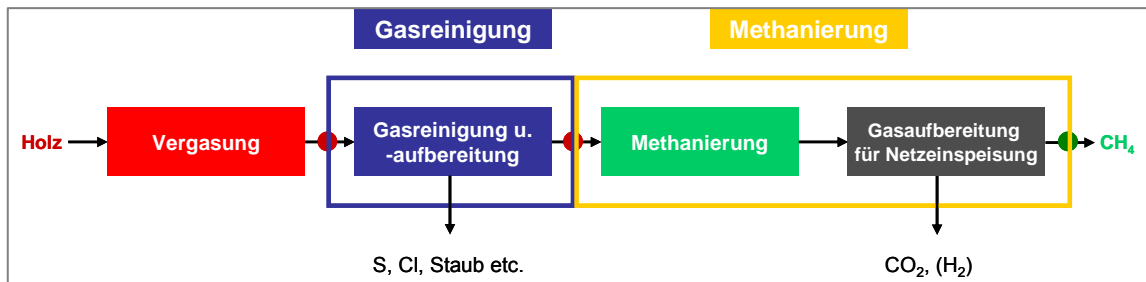 Gasreinigung
Methanierung
Holz
Vergasung
Gasreinigung u.
-aufbereitung
Methanierung
Gasaufbereitung
für Netzeinspeisung
CH₄
S, Cl, Staub etc.
CO₂, (H₂)